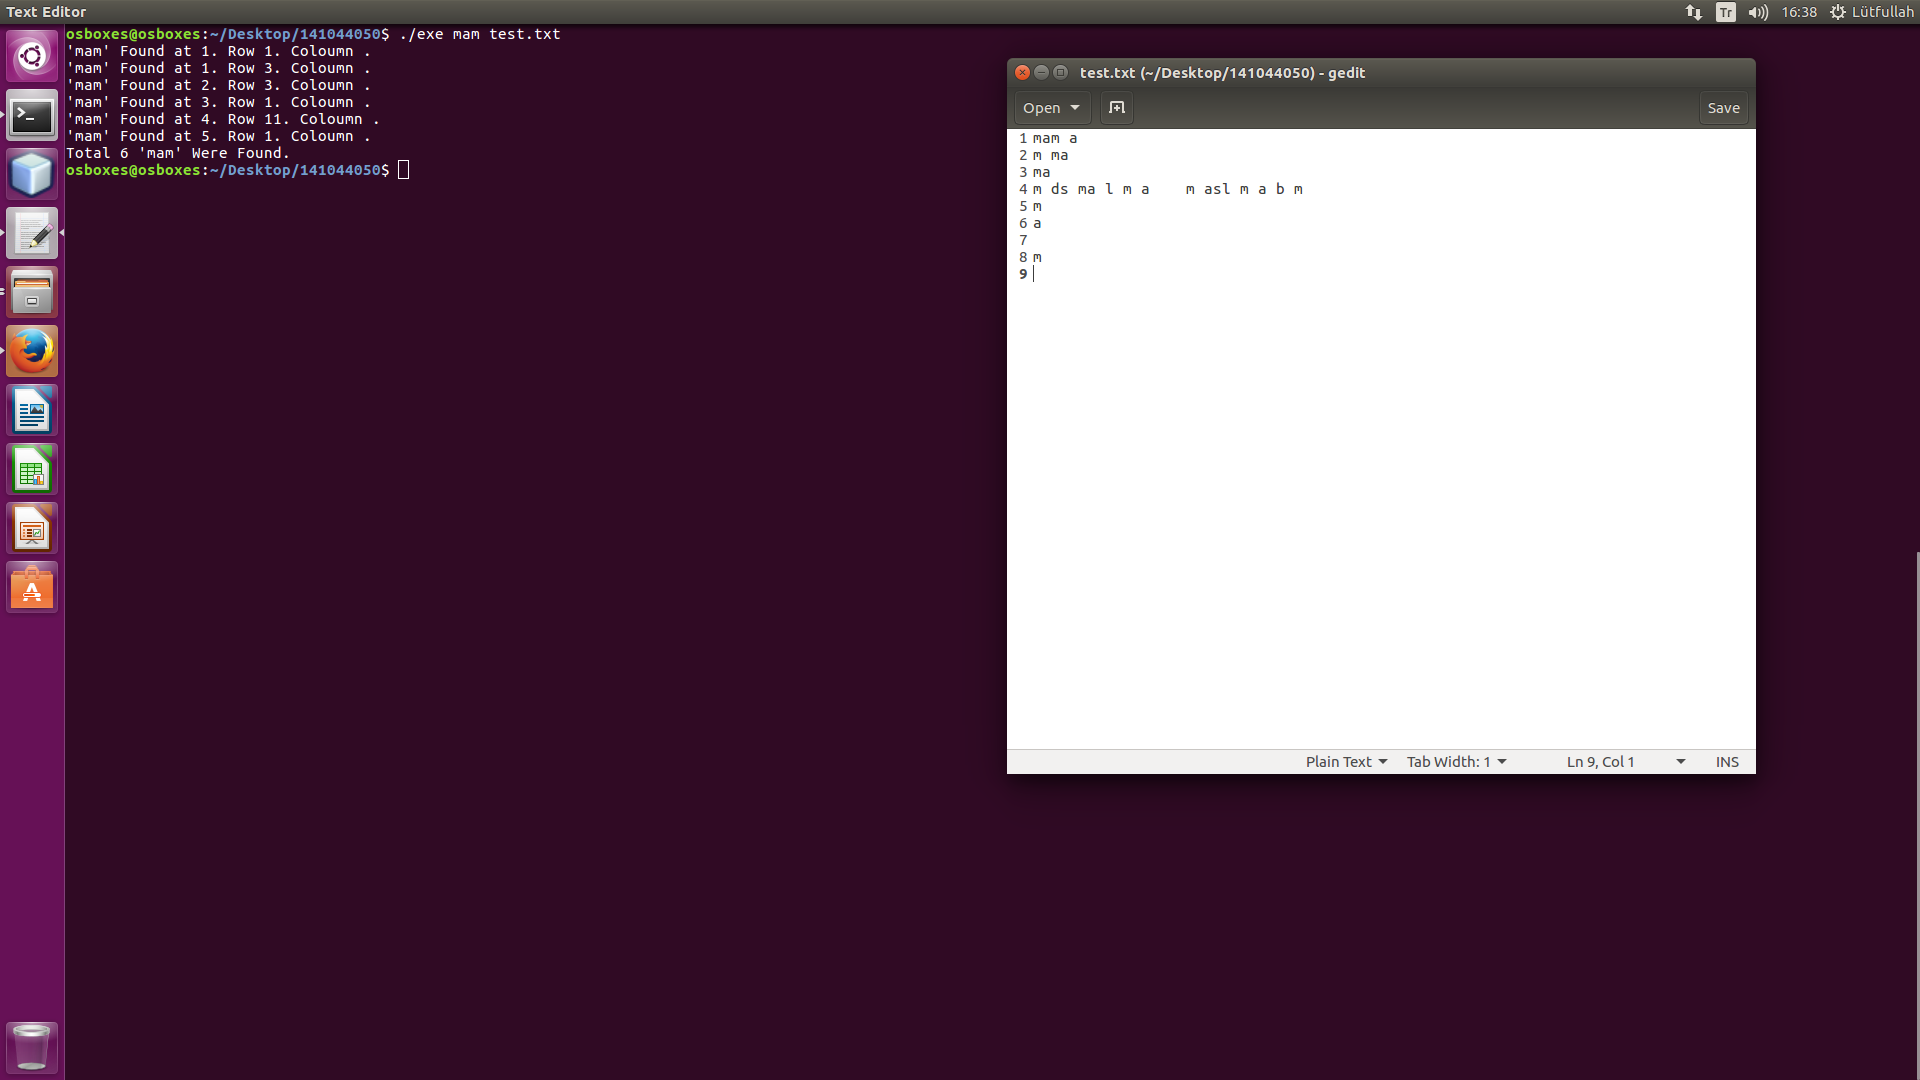 Text Editor
Tr
16:38
Lütfullah
osboxes@osboxes:~/Desktop/141044050$ ./exe mam test.txt
'mam' Found at 1. Row 1. Coloumn .
'mam' Found at 1. Row 3. Coloumn .
'mam' Found at 2. Row 3. Coloumn .
'mam' Found at 3. Row 1. Coloumn .
'mam' Found at 4. Row 11. Coloumn .
'mam' Found at 5. Row 1. Coloumn .
Total 6 'mam' Were Found.
osboxes@osboxes:~/Desktop/141044050$
test.txt (~/Desktop/141044050) - gedit
Open
Save
1 mam a
2 m ma
3 ma
4 m ds ma l m a    m asl m a b m
5 m
6 a
7
8 m
9
Plain Text
Tab Width: 1
Ln 9, Col 1
INS